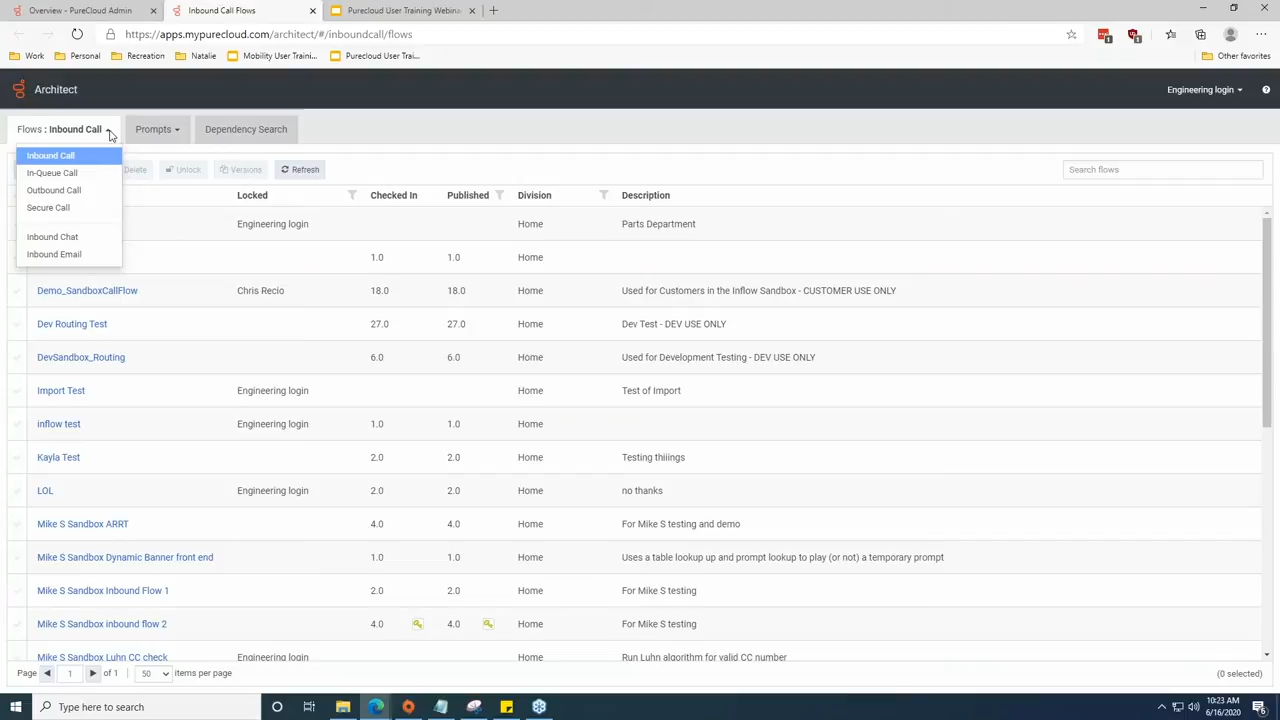 Overview - PureCloud Admin
Inbound Call Flows
Purecloud User Training Webinar
https://apps.mypurecloud.com/architect/#/inboundcall/flows
1
1
Work
Personal
Recreation
Natalie
Mobility User Traini...
Purecloud User Trai...
Other favorites
Architect
Engineering login
Flows : Inbound Call
Prompts
Dependency Search
Inbound Call
In-Queue Call
Outbound Call
Secure Call
Inbound Chat
Inbound Email
Delete
Unlock
Versions
Refresh
Search flows
Locked Checked In Published Division Description
Engineering login Home Parts Department
1.0 1.0 Home
Demo_SandboxCallFlow Chris Recio 18.0 18.0 Home Used for Customers in the Inflow Sandbox - CUSTOMER USE ONLY
Dev Routing Test 27.0 27.0 Home Dev Test - DEV USE ONLY
DevSandbox_Routing 6.0 6.0 Home Used for Development Testing - DEV USE ONLY
Import Test Engineering login Home Test of Import
inflow test Engineering login 1.0 1.0 Home
Kayla Test 2.0 2.0 Home Testing thiiings
LOL Engineering login 2.0 2.0 Home no thanks
Mike S Sandbox ARRT 4.0 4.0 Home For Mike S testing and demo
Mike S Sandbox Dynamic Banner front end 1.0 1.0 Home Uses a table lookup up and prompt lookup to play (or not) a temporary prompt
Mike S Sandbox Inbound Flow 1 2.0 2.0 Home For Mike S testing
Mike S Sandbox inbound flow 2 4.0 4.0 Home For Mike S testing
Mike S Sandbox Luhn CC check Engineering login Home Run Luhn algorithm for valid CC number
Page 1 of 1 50 items per page
(0 selected)
Type here to search
10:23 AM
6/16/2020
6